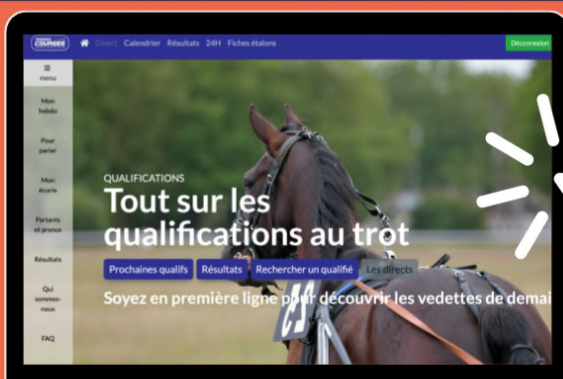 COURSES
Direct Calendrier Résultats 24H Fiches étalons
Déconnexion
menu
Mon
hebdo
Pour
parier
Mon
écurie
Partants
et pronos
Résultats
Qui
sommes-
nous
FAQ
QUALIFICATIONS
Tout sur les
qualifications au trot
Prochaines qualifs Résultats Rechercher un qualifié Les directs
Soyez en première ligne pour découvrir les vedettes de demai